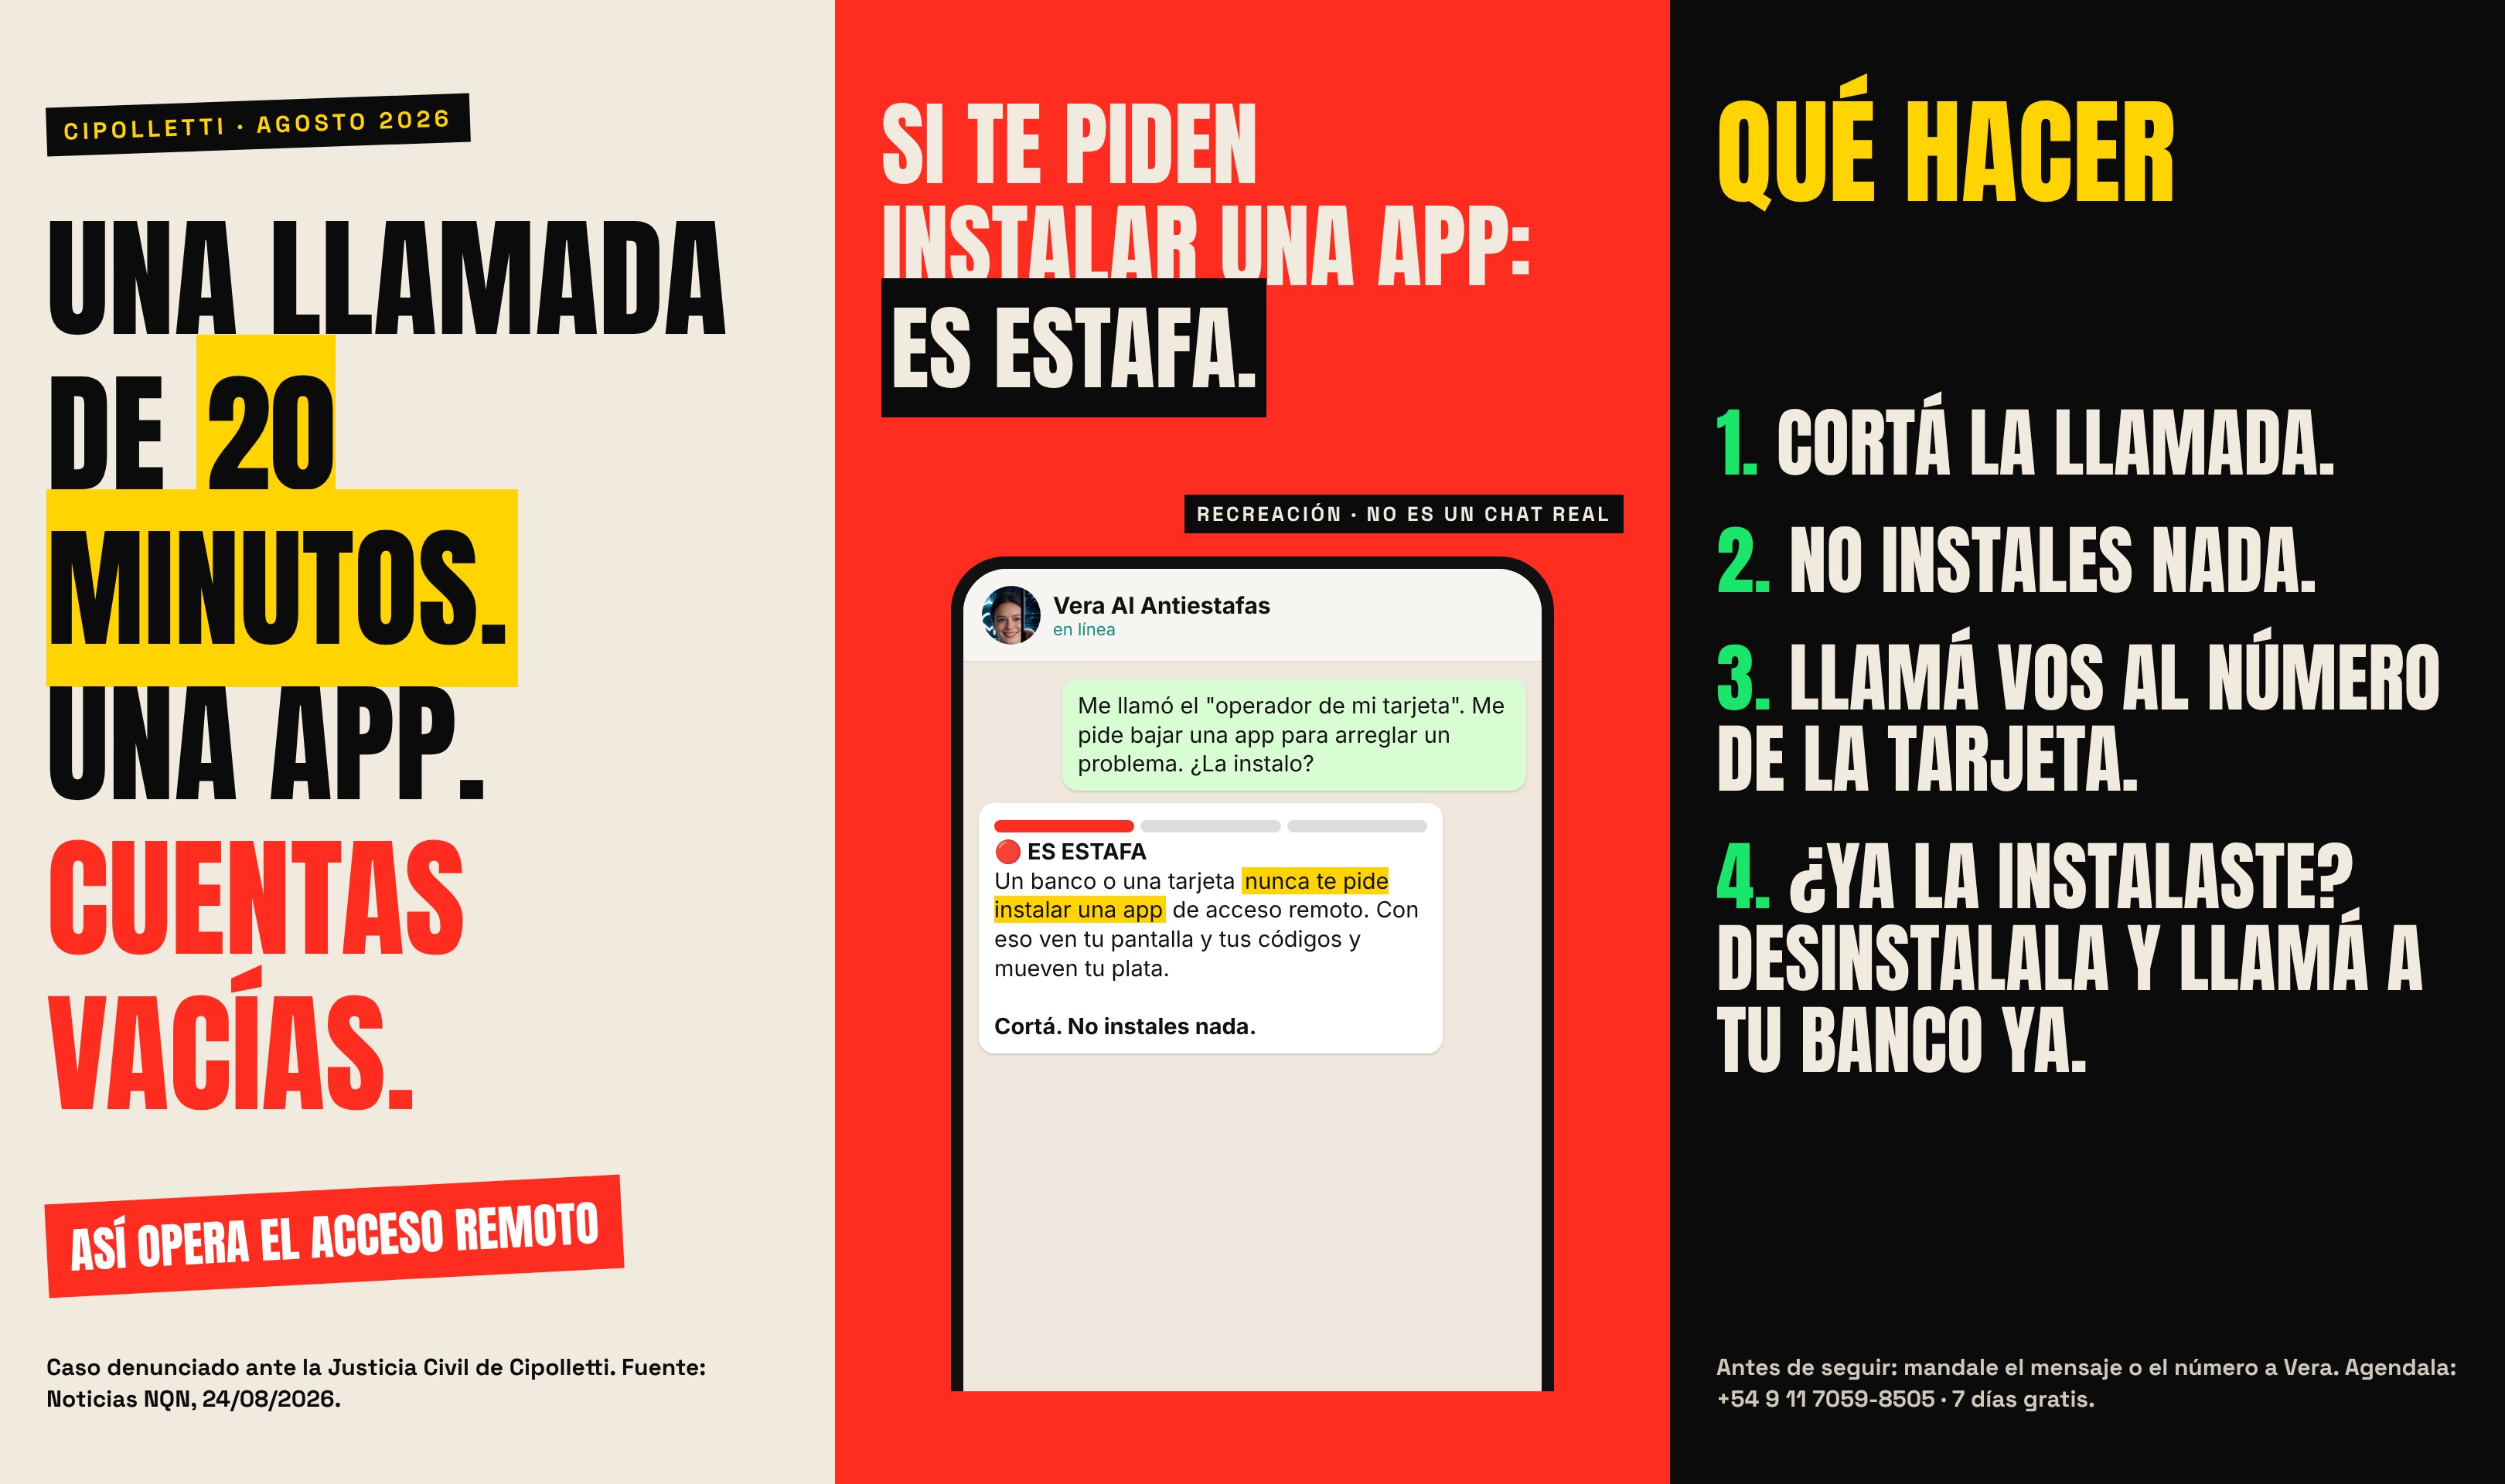 CIPOLLETTI · AGOSTO 2026
UNA LLAMADA
DE 20
MINUTOS.
UNA APP.
CUENTAS
VACÍAS.
ASÍ OPERA EL ACCESO REMOTO
Caso denunciado ante la Justicia Civil de Cipolletti. Fuente:
Noticias NQN, 24/08/2026.
SI TE PIDEN
INSTALAR UNA APP:
ES ESTAFA.
RECREACIÓN · NO ES UN CHAT REAL
Vera AI Antiestafas
en línea
Me llamó el "operador de mi tarjeta". Me
pide bajar una app para arreglar un
problema. ¿La instalo?
ES ESTAFA
Un banco o una tarjeta nunca te pide
instalar una app de acceso remoto. Con
eso ven tu pantalla y tus códigos y
mueven tu plata.
Cortá. No instales nada.
QUÉ HACER
1. CORTÁ LA LLAMADA.
2. NO INSTALES NADA.
3. LLAMÁ VOS AL NÚMERO
DE LA TARJETA.
4. ¿YA LA INSTALASTE?
DESINSTALALA Y LLAMÁ A
TU BANCO YA.
Antes de seguir: mandale el mensaje o el número a Vera. Agendala:
+54 9 11 7059-8505 · 7 días gratis.